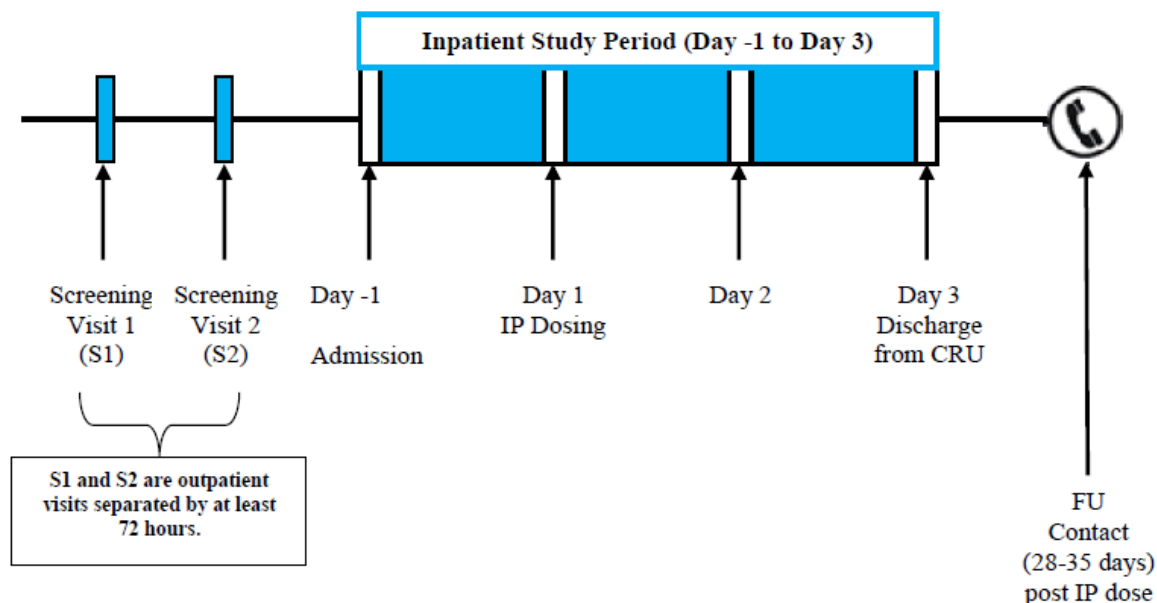 Inpatient Study Period (Day -1 to Day 3)
Screening
Visit 1
(S1)
Screening
Visit 2
(S2)
Day -1
Admission
Day 1
IP Dosing
Day 2
Day 3
Discharge
from CRU
S1 and S2 are outpatient
visits separated by at least
72 hours.
FU
Contact
(28-35 days)
post IP dose